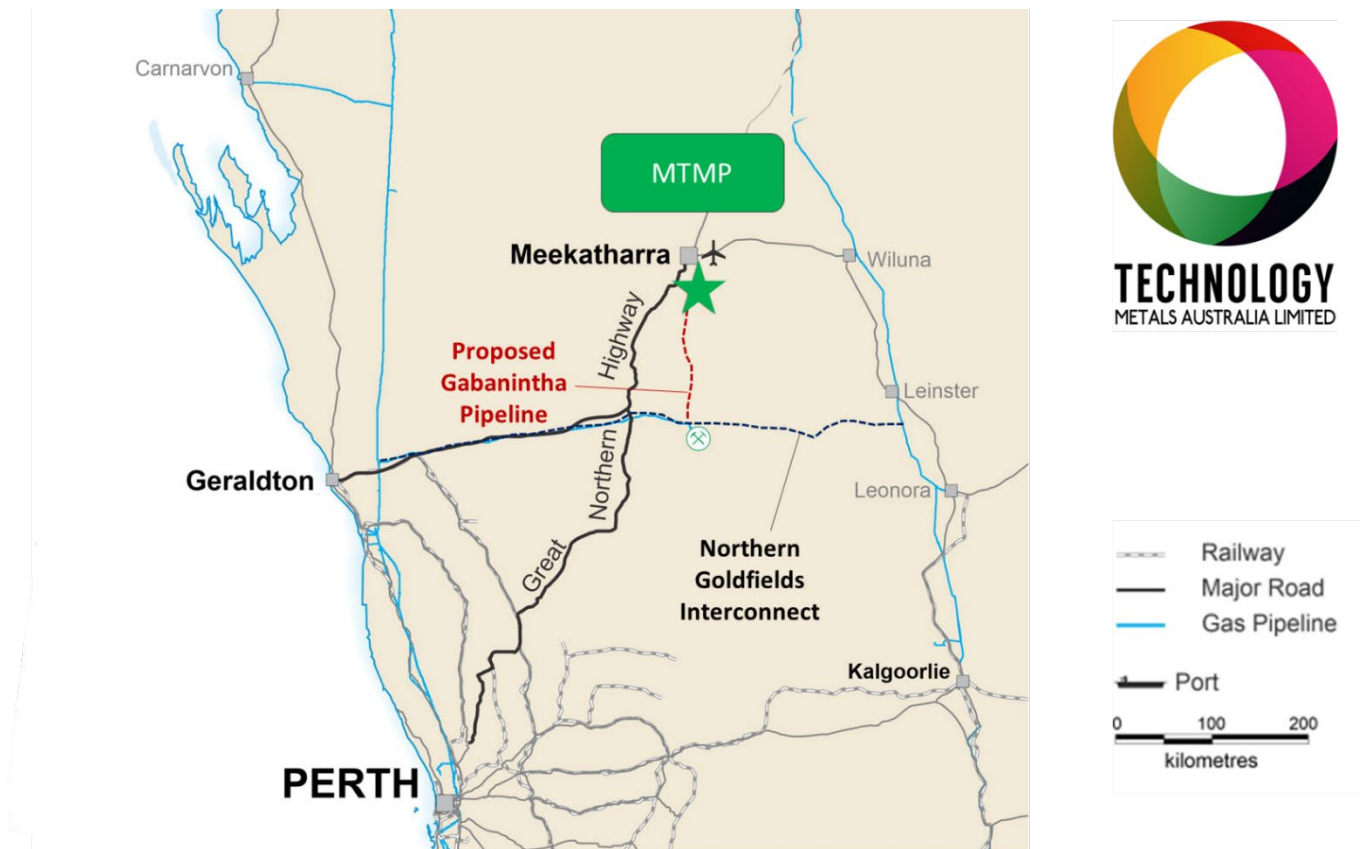 Carnarvon
MTMP
Meekatharra
Wiluna
Highway
Proposed
Gabanintha
Pipeline
Leinster
Geraldton
Northern
Leonora
Great
Northern
Goldfields
Interconnect
Kalgoorlie
PERTH
TECHNOLOGY
METALS AUSTRALIA LIMITED
Railway
Major Road
Gas Pipeline
Port
0 100 200
kilometres